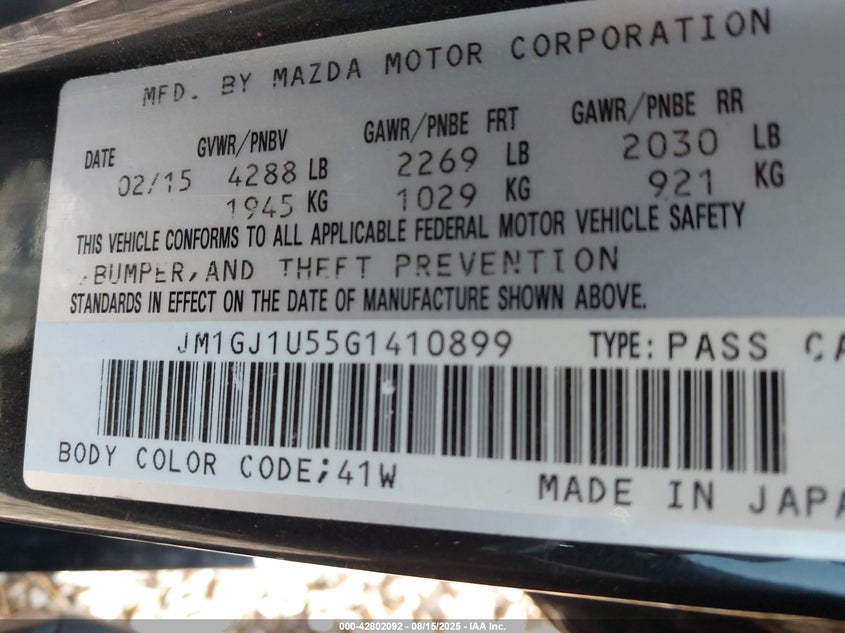 MFD. BY MAZDA MOTOR CORPORATION
DATE GVWR/PNBV GAWR/PNBE FRT GAWR/PNBE RR
02/15 4288 LB 2269 LB 2030 LB
1945 KG 1029 KG 921 KG
THIS VEHICLE CONFORMS TO ALL APPLICABLE FEDERAL MOTOR VEHICLE SAFETY
,BUMPER,AND THEFT PREVENTION
STANDARDS IN EFFECT ON THE DATE OF MANUFACTURE SHOWN ABOVE.
JM1GJ1U55G1410899 TYPE: PASS CA
BODY COLOR CODE;41W
MADE IN JAPA
000-42802092 - 08/15/2025 - IAA Inc.